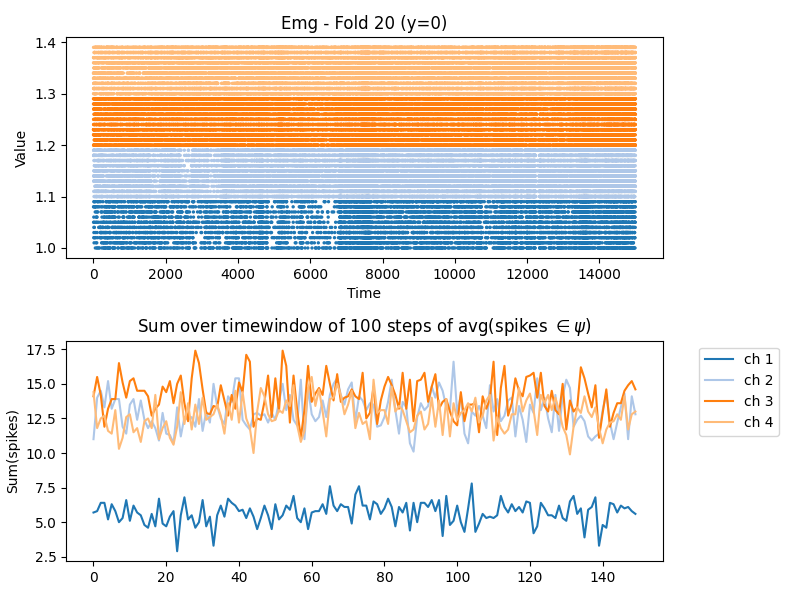 Emg - Fold 20 (y=0)
Value
1.4
1.3
1.2
1.1
1.0
0 2000 4000 6000 8000 10000 12000 14000
Time
Sum over timewindow of 100 steps of avg(spikes ∈ ψ)
Sum(spikes)
17.5
15.0
12.5
10.0
7.5
5.0
2.5
0 20 40 60 80 100 120 140
ch 1
ch 2
ch 3
ch 4